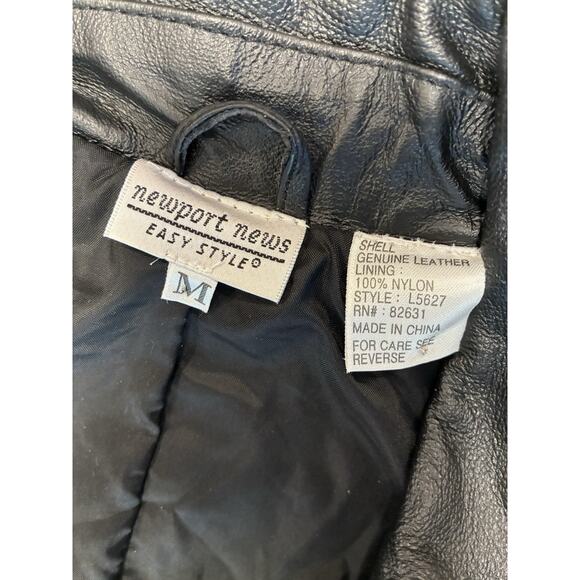 newport news
EASY STYLE®
M
SHELL
GENUINE LEATHER
LINING :
100% NYLON
STYLE : L5627
RN# : 82631
MADE IN CHINA
FOR CARE SEE
REVERSE